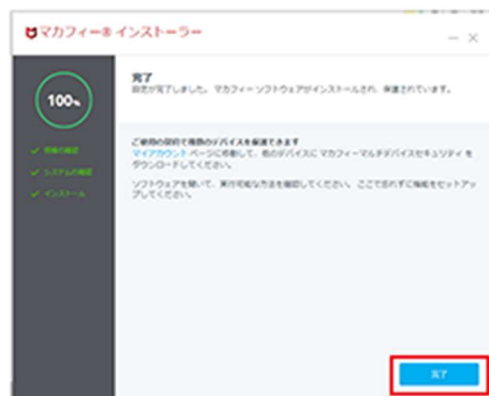 マカフィー® インストーラー
100%
完了
設定が完了しました。マカフィー ソフトウェアがインストールされ、保護されています。
ご使用の契約で複数のデバイスを保護できます
マイアカウント ページに移動して、他のデバイスに マカフィーマルチデバイスセキュリティ を
ダウンロードしてください。
システムの確認
ソフトウェアを開いて、実行可能な方法を確認してください。ここで忘れずに機能をセットアッ
プしてください。
インストール
完了